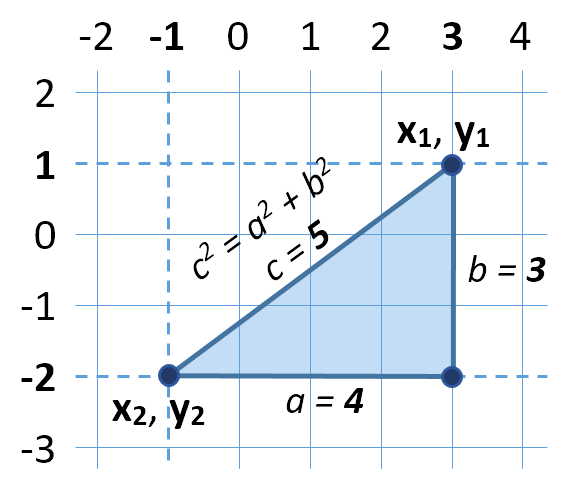 -2 -1 0 1 2 3 4
2
x₁, y₁
1
c² = a² + b²
0
c = 5
b = 3
-1
-2
x₂, y₂
a = 4
-3